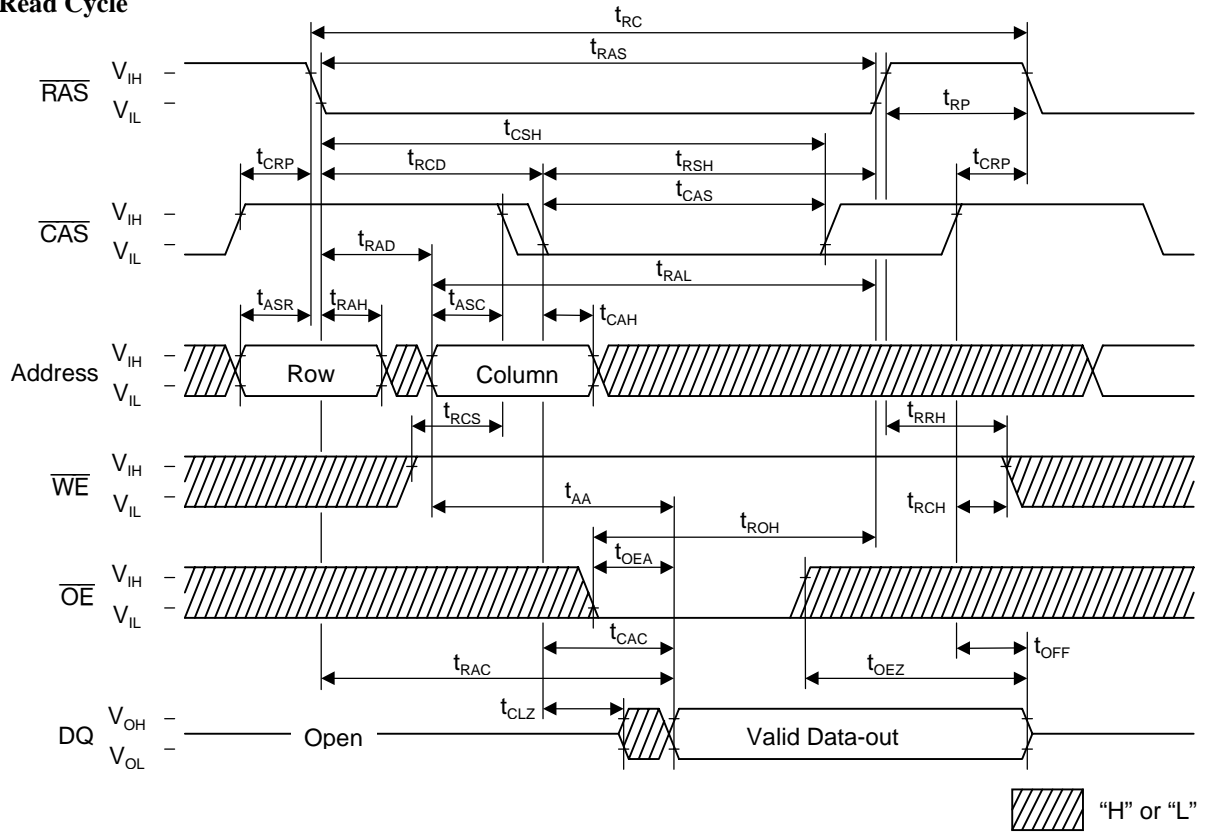 Read Cycle
tRC
tRAS
RAS
VIH
VIL
tRP
tCSH
tCRP
tRCD
tRSH
tCRP
tCAS
CAS
VIH
VIL
tRAD
tRAL
tASR
tRAH
tASC
tCAH
Address
VIH
VIL
Row
Column
tRCS
tRRH
WE
VIH
VIL
tAA
tRCH
tROH
tOEA
OE
VIH
VIL
tCAC
tOFF
tRAC
tOEZ
tCLZ
DQ
VOH
VOL
Open
Valid Data-out
“H” or “L”